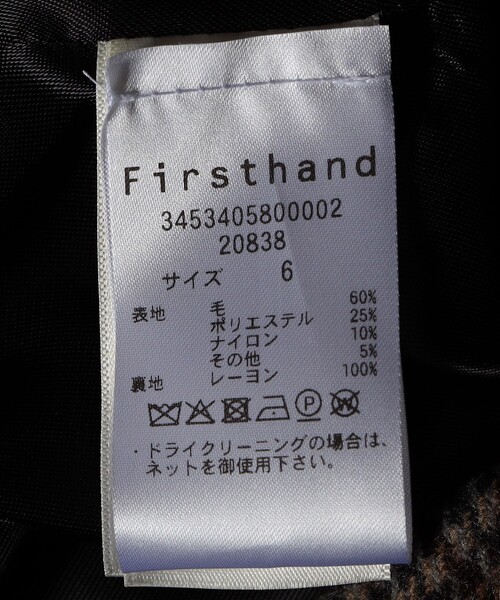 Firsthand
3453405800002
20838
サイズ 6
表地 毛 60%
ポリエステル 25%
ナイロン 10%
その他 5%
裏地 レーヨン 100%
P W
・ドライクリーニングの場合は、
ネットを御使用下さい。